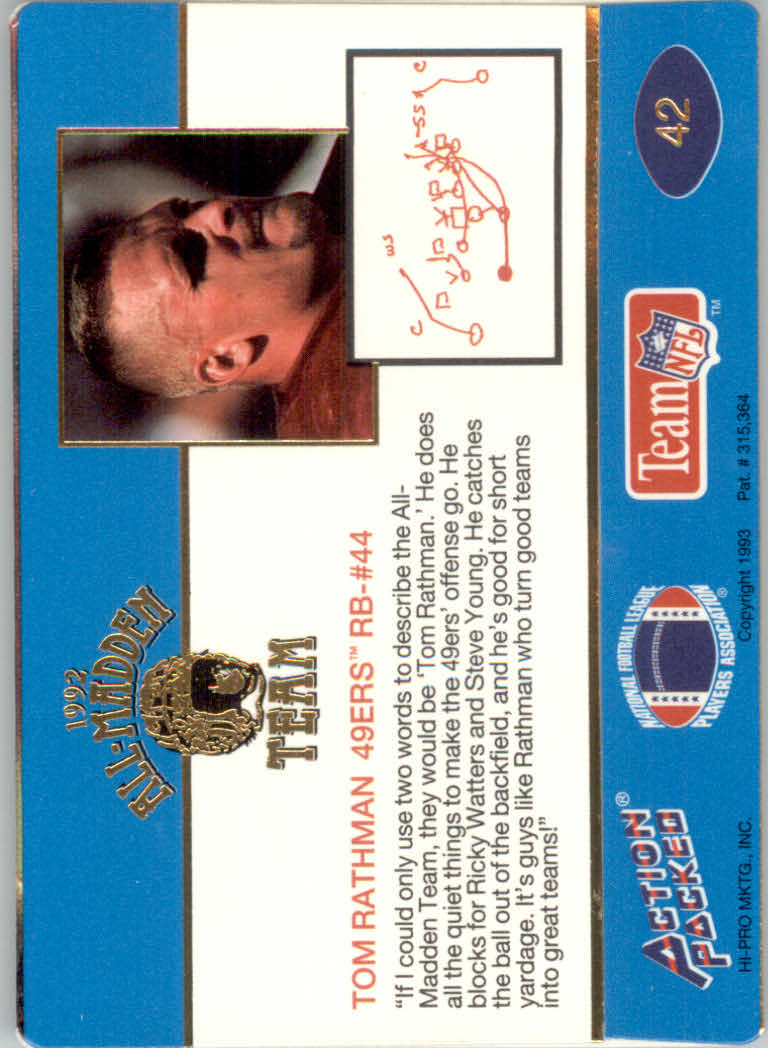 1992
ALL-MADDEN
TEAM
TOM RATHMAN 49ERS™ RB-#44
“If I could only use two words to describe the All-
Madden Team, they would be ‘Tom Rathman.’ He does
all the quiet things to make the 49ers’ offense go. He
blocks for Ricky Watters and Steve Young. He catches
the ball out of the backfield, and he’s good for short
yardage. It’s guys like Rathman who turn good teams
into great teams!”
C
WS
SS
C
ACTION
PACKED®
NATIONAL FOOTBALL LEAGUE
PLAYERS ASSOCIATION®
Team NFL™
42
HI-PRO MKTG., INC.
Copyright 1993
Pat. # 315,364